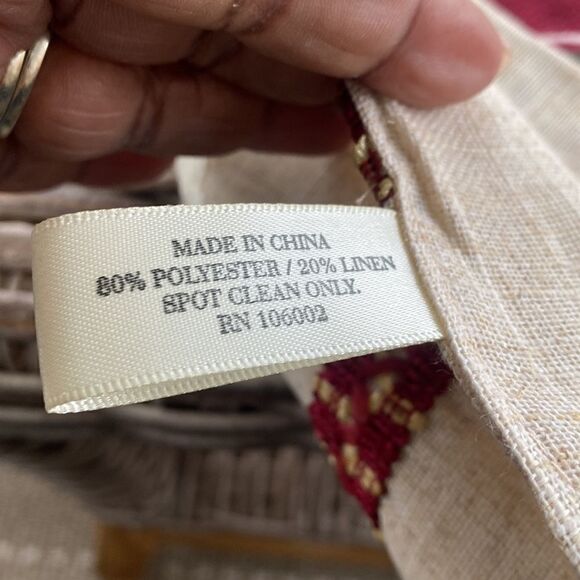 MADE IN CHINA
80% POLYESTER / 20% LINEN
SPOT CLEAN ONLY.
RN 106002